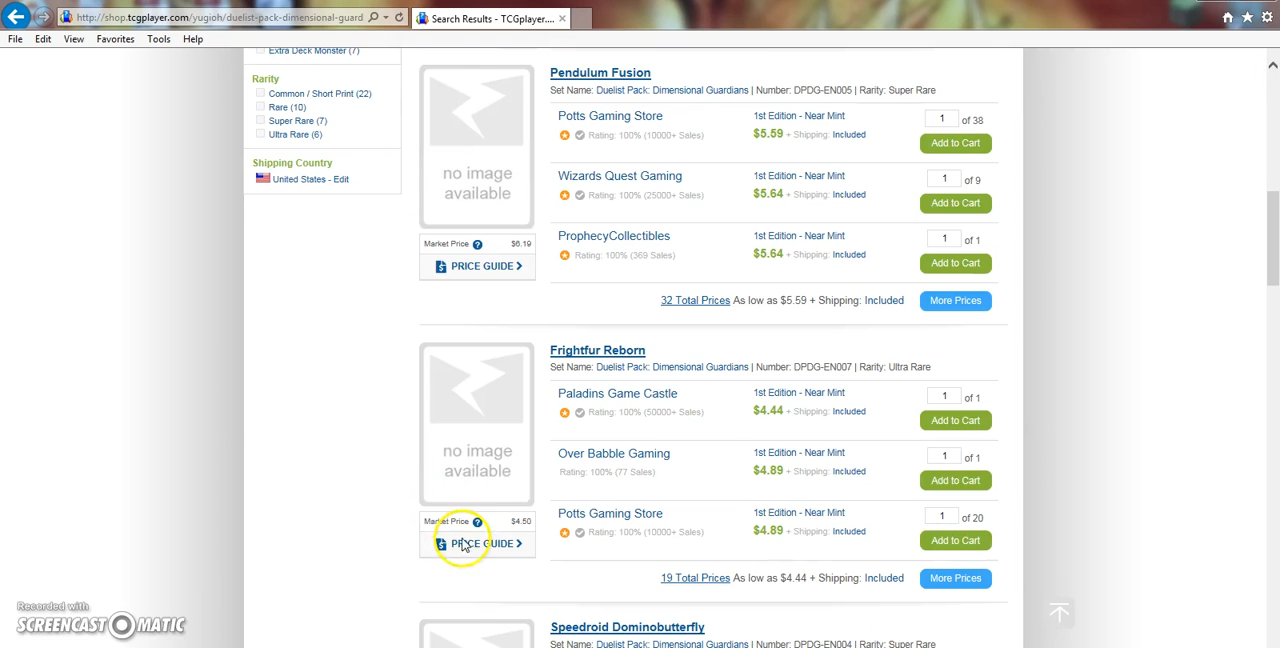 http://shop.tcgplayer.com/yugioh/duelist-pack-dimensional-guard
Search Results - TCGplayer....
File Edit View Favorites Tools Help
Extra Deck Monster (7)
Rarity
Common / Short Print (22)
Rare (10)
Super Rare (7)
Ultra Rare (6)
Shipping Country
United States - Edit
no image
available
Market Price ? $6.19
PRICE GUIDE
Pendulum Fusion
Set Name: Duelist Pack: Dimensional Guardians | Number: DPDG-EN005 | Rarity: Super Rare
Potts Gaming Store 1st Edition - Near Mint 1 of 38
Rating: 100% (10000+ Sales) $5.59 + Shipping: Included Add to Cart
Wizards Quest Gaming 1st Edition - Near Mint 1 of 9
Rating: 100% (25000+ Sales) $5.64 + Shipping: Included Add to Cart
ProphecyCollectibles 1st Edition - Near Mint 1 of 1
Rating: 100% (369 Sales) $5.64 + Shipping: Included Add to Cart
32 Total Prices As low as $5.59 + Shipping: Included More Prices
no image
available
Market Price ? $4.50
PRICE GUIDE
Frightfur Reborn
Set Name: Duelist Pack: Dimensional Guardians | Number: DPDG-EN007 | Rarity: Ultra Rare
Paladins Game Castle 1st Edition - Near Mint 1 of 1
Rating: 100% (50000+ Sales) $4.44 + Shipping: Included Add to Cart
Over Babble Gaming 1st Edition - Near Mint 1 of 1
Rating: 100% (77 Sales) $4.89 + Shipping: Included Add to Cart
Potts Gaming Store 1st Edition - Near Mint 1 of 20
Rating: 100% (10000+ Sales) $4.89 + Shipping: Included Add to Cart
19 Total Prices As low as $4.44 + Shipping: Included More Prices
Speedroid Dominobutterfly
Set Name: Duelist Pack: Dimensional Guardians | Number: DPDG-EN004 | Rarity: Super Rare
Recorded with
SCREENCAST-O-MATIC